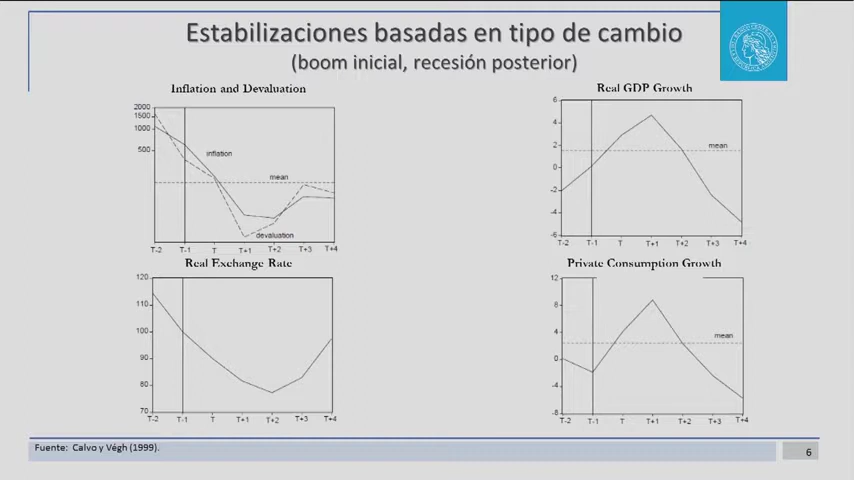 Estabilizaciones basadas en tipo de cambio
(boom inicial, recesión posterior)
Inflation and Devaluation
2000
1500
1000
500
inflation
mean
devaluation
T-2 T-1 T T+1 T+2 T+3 T+4
Real GDP Growth
6
4
2
0
-2
-4
-6
mean
T-2 T-1 T T+1 T+2 T+3 T+4
Real Exchange Rate
120
110
100
90
80
70
T-2 T-1 T T+1 T+2 T+3 T+4
Private Consumption Growth
12
8
4
0
-4
-8
mean
T-2 T-1 T T+1 T+2 T+3 T+4
Fuente: Calvo y Végh (1999).
6